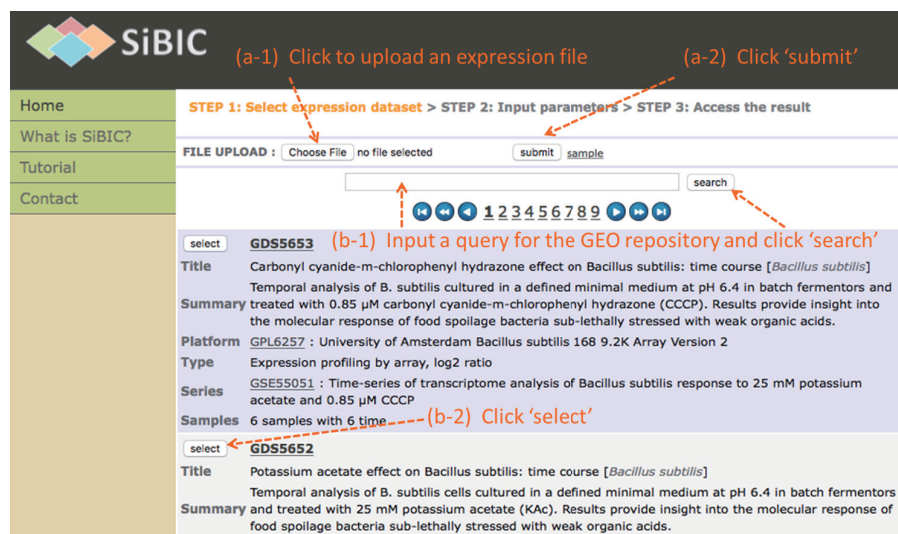 SiBIC
(a-1) Click to upload an expression file
(a-2) Click ‘submit’
Home
What is SiBIC?
Tutorial
Contact
STEP 1: Select expression dataset > STEP 2: Input parameters > STEP 3: Access the result
FILE UPLOAD : Choose File no file selected submit sample
search
1 2 3 4 5 6 7 8 9
(b-1) Input a query for the GEO repository and click ‘search’
select GDS5653
Title Carbonyl cyanide-m-chlorophenyl hydrazone effect on Bacillus subtilis: time course [Bacillus subtilis]
Temporal analysis of B. subtilis cultured in a defined minimal medium at pH 6.4 in batch fermentors and
Summary treated with 0.85 µM carbonyl cyanide-m-chlorophenyl hydrazone (CCCP). Results provide insight into
the molecular response of food spoilage bacteria sub-lethally stressed with weak organic acids.
Platform GPL6257 : University of Amsterdam Bacillus subtilis 168 9.2K Array Version 2
Type Expression profiling by array, log2 ratio
Series GSE55051 : Time-series of transcriptome analysis of Bacillus subtilis response to 25 mM potassium
acetate and 0.85 µM CCCP
Samples 6 samples with 6 time
(b-2) Click ‘select’
select GDS5652
Title Potassium acetate effect on Bacillus subtilis: time course [Bacillus subtilis]
Temporal analysis of B. subtilis cells cultured in a defined minimal medium at pH 6.4 in batch fermentors
Summary and treated with 25 mM potassium acetate (KAc). Results provide insight into the molecular response of
food spoilage bacteria sub-lethally stressed with weak organic acids.